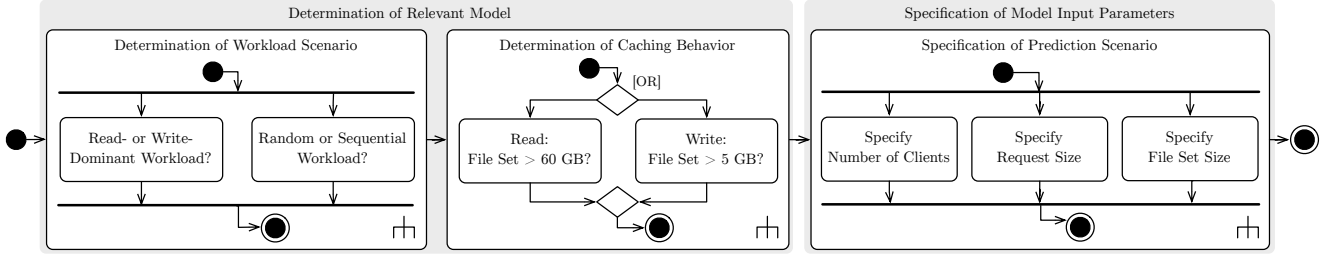 Determination of Relevant Model
Determination of Workload Scenario
Read- or Write-
Dominant Workload?
Random or Sequential
Workload?
Determination of Caching Behavior
[OR]
Read:
File Set > 60 GB?
Write:
File Set > 5 GB?
Specification of Model Input Parameters
Specification of Prediction Scenario
Specify
Number of Clients
Specify
Request Size
Specify
File Set Size